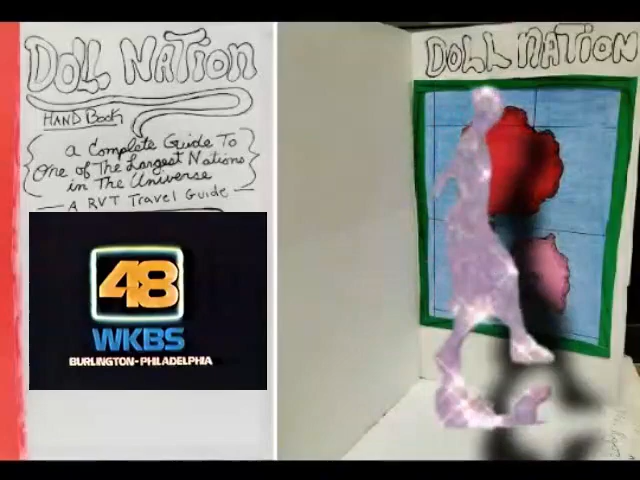 DOLL NATION
HAND Book
a Complete Guide To
One of The Largest Nations
in The Universe
A RVT Travel Guide
48
WKBS
BURLINGTON-PHILADELPHIA
DOLL NATION